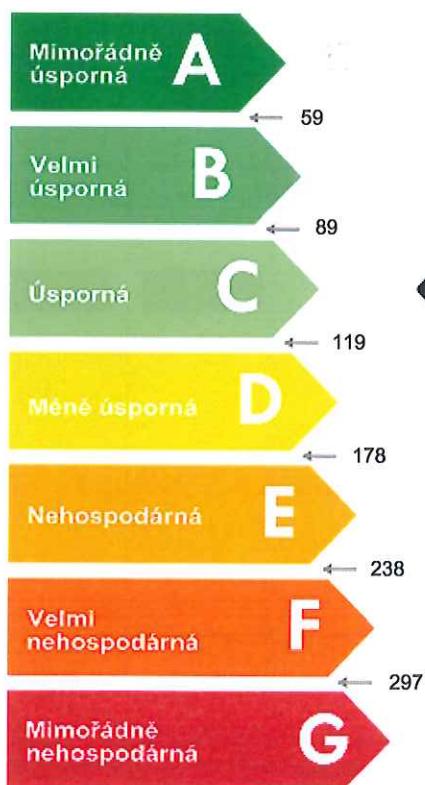 Mimořádně
úsporná
A
59
Velmi
úsporná
B
89
Úsporná
C
119
Méně úsporná
D
178
Nehospodárná
E
238
Velmi
nehospodárná
F
297
Mimořádně
nehospodárná
G